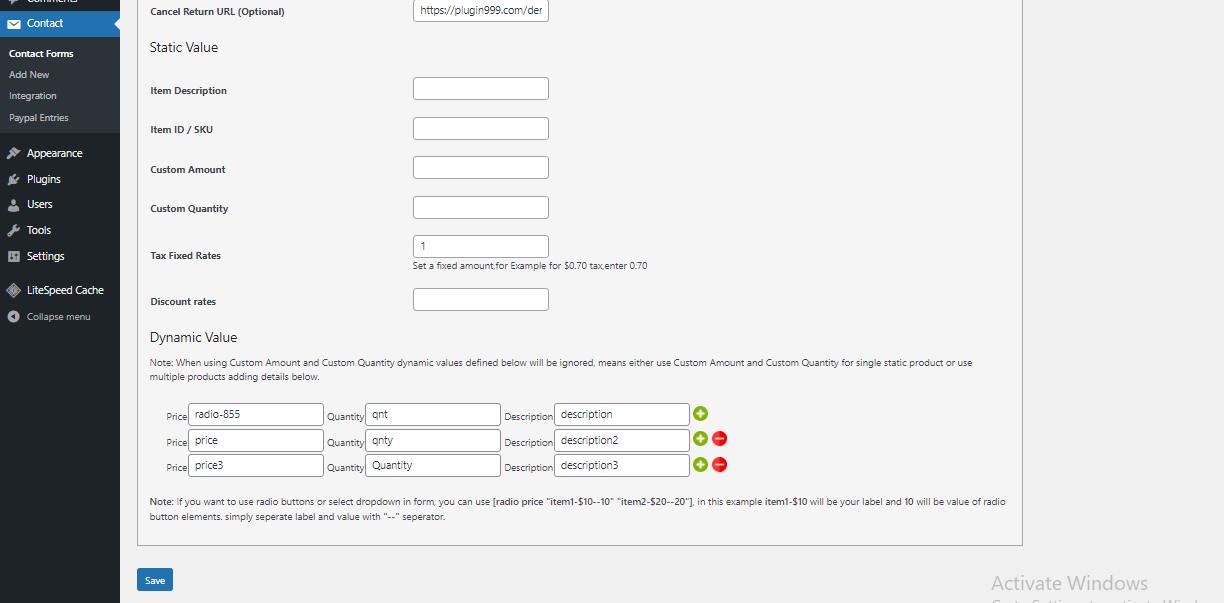 Comments
Cancel Return URL (Optional)
https://plugin999.com/der
Contact
Static Value
Contact Forms
Add New
Item Description
Integration
Paypal Entries
Item ID / SKU
Appearance
Custom Amount
Plugins
Users
Custom Quantity
Tools
Tax Fixed Rates
1
Settings
Set a fixed amount,for Example for $0.70 tax,enter 0.70
LiteSpeed Cache
Discount rates
Collapse menu
Dynamic Value
Note: When using Custom Amount and Custom Quantity dynamic values defined below will be ignored, means either use Custom Amount and Custom Quantity for single static product or use
multiple products adding details below.
Price radio-855 Quantity qnt Description description
Price price Quantity qnty Description description2
Price price3 Quantity Quantity Description description3
Note: If you want to use radio buttons or select dropdown in form, you can use [radio price "item1-$10--10" "item2-$20--20"], in this example item1-$10 will be your label and 10 will be value of radio
button elements. simply seperate label and value with "--" seperator.
Save
Activate Windows